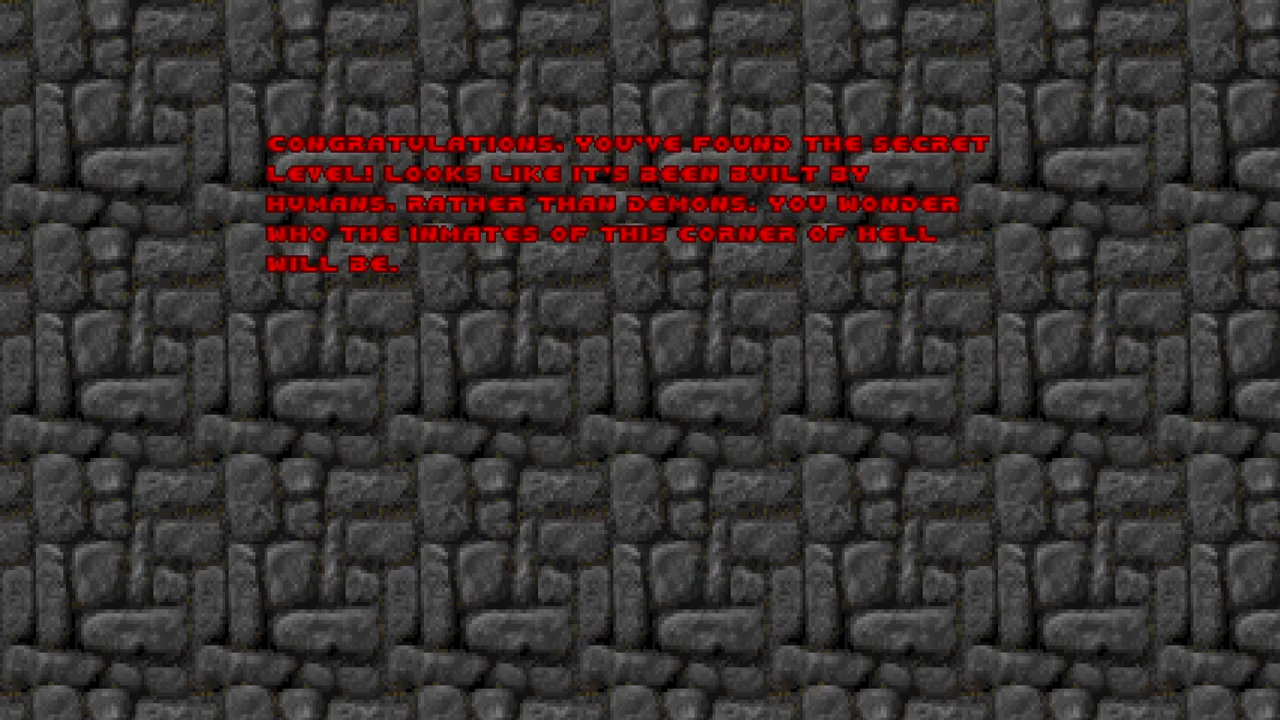 CONGRATULATIONS, YOU'VE FOUND THE SECRET
LEVEL! LOOKS LIKE IT'S BEEN BUILT BY
HUMANS, RATHER THAN DEMONS. YOU WONDER
WHO THE INMATES OF THIS CORNER OF HELL
WILL BE.